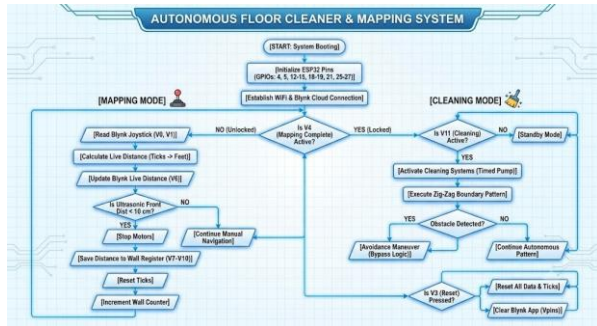 AUTONOMOUS FLOOR CLEANER & MAPPING SYSTEM
[START: System Booting]
[Initialize ESP32 Pins
(GPIOs: 4, 5, 12-15, 18-19, 21, 25-27)]
[Establish WiFi & Blynk Cloud Connection]
[MAPPING MODE]
[CLEANING MODE]
Is V4
(Mapping Complete)
Active?
NO (Unlocked)
YES (Locked)
[Read Blynk Joystick (V0, V1)]
[Calculate Live Distance (Ticks -> Feet)]
[Update Blynk Live Distance (V6)]
Is Ultrasonic Front
Dist < 10 cm?
NO
YES
[Continue Manual
Navigation]
[Stop Motors]
[Save Distance to Wall Register (V7-V10)]
[Reset Ticks]
[Increment Wall Counter]
Is V11 (Cleaning)
Active?
[Standby Mode]
YES
[Activate Cleaning Systems (Timed Pump)]
[Execute Zig-Zag Boundary Pattern]
Obstacle Detected?
YES
NO
[Avoidance Maneuver
(Bypass Logic)]
[Continue Autonomous
Pattern]
Is V3 (Reset)
Pressed?
[Reset All Data & Ticks]
[Clear Blynk App (Vpins)]